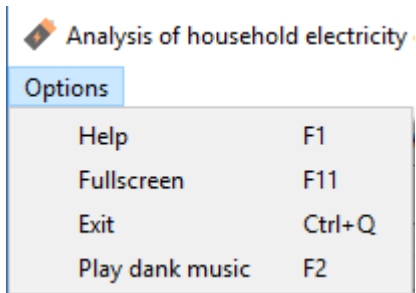 Analysis of household electricity
Options
Help F1
Fullscreen F11
Exit Ctrl+Q
Play dank music F2